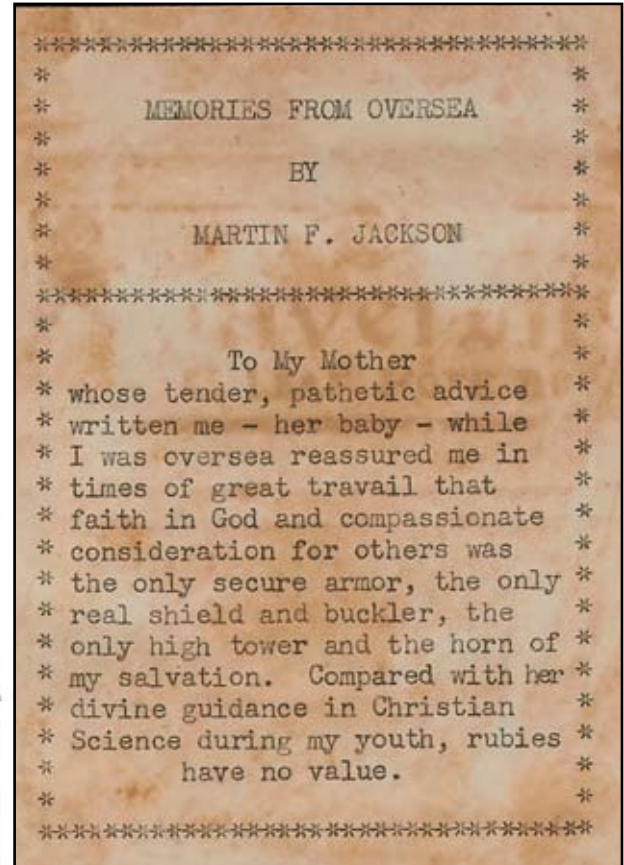 MEMORIES FROM OVERSEA
BY
MARTIN F. JACKSON
To My Mother
whose tender, pathetic advice
written me - her baby - while
I was oversea reassured me in
times of great travail that
faith in God and compassionate
consideration for others was
the only secure armor, the only
real shield and buckler, the
only high tower and the horn of
my salvation. Compared with her
divine guidance in Christian
Science during my youth, rubies
have no value.